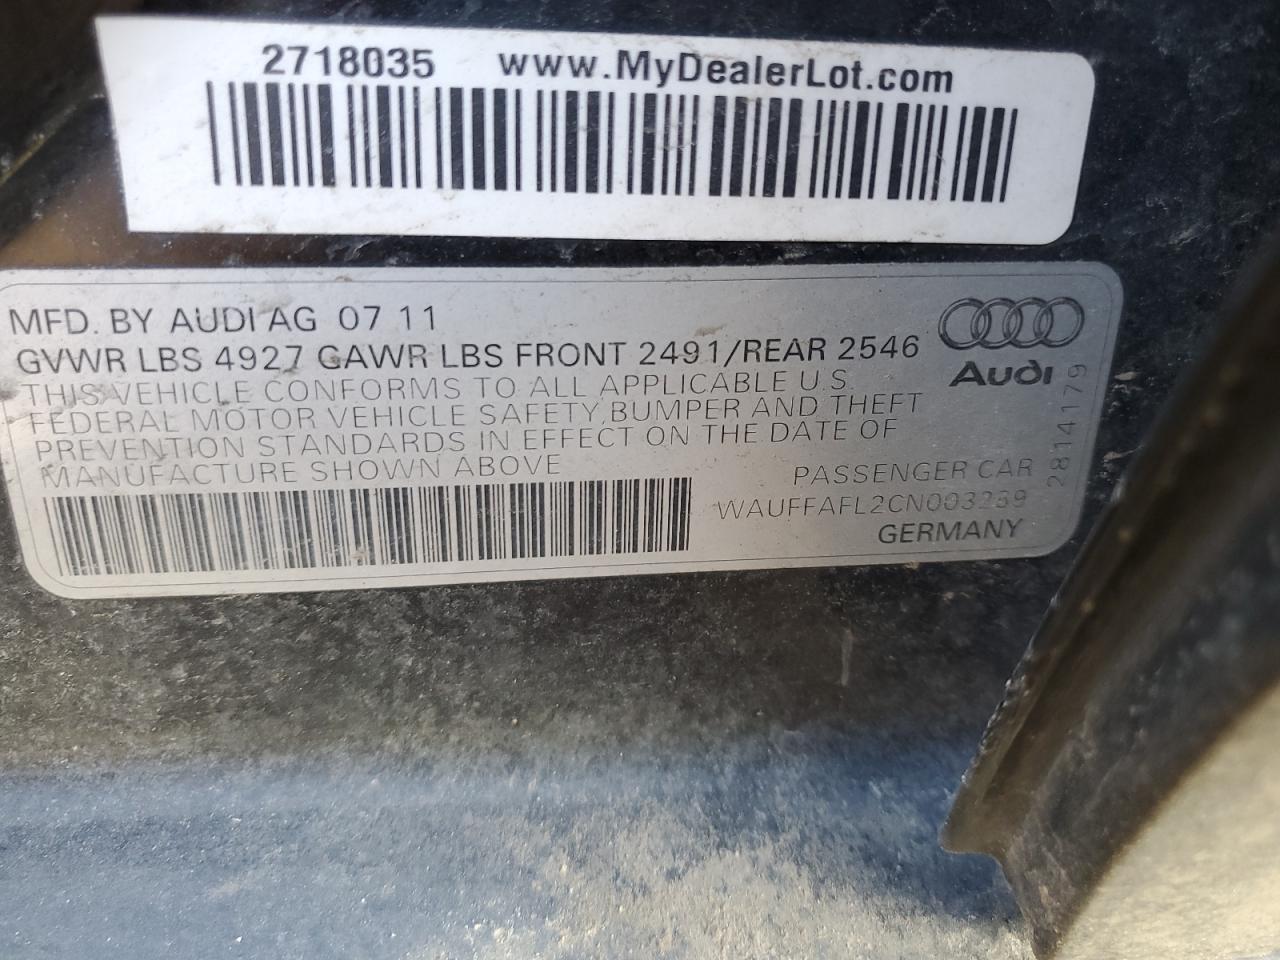 2718035 www.MyDealerLot.com
MFD. BY AUDI AG 07 11
GVWR LBS 4927 GAWR LBS FRONT 2491/REAR 2546
THIS VEHICLE CONFORMS TO ALL APPLICABLE U.S.
FEDERAL MOTOR VEHICLE SAFETY,BUMPER AND THEFT
PREVENTION STANDARDS IN EFFECT ON THE DATE OF
MANUFACTURE SHOWN ABOVE
Audi
2814179
PASSENGER CAR
WAUFFAFL2CN003259
GERMANY